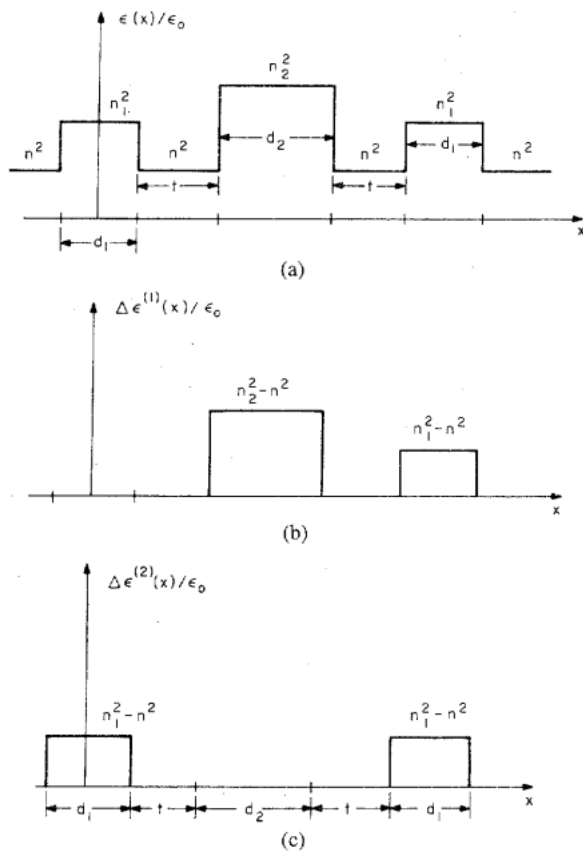 ϵ(x)/ϵ₀
n₂²
n₁² n₁²
n² n² d₂ n² d₁ n²
t t
x
d₁
(a)
Δϵ⁽¹⁾(x)/ϵ₀
n₂²–n²
n₁²–n²
x
(b)
Δϵ⁽²⁾(x)/ϵ₀
n₁²–n² n₁²–n²
d₁ t d₂ t d₁ x
(c)